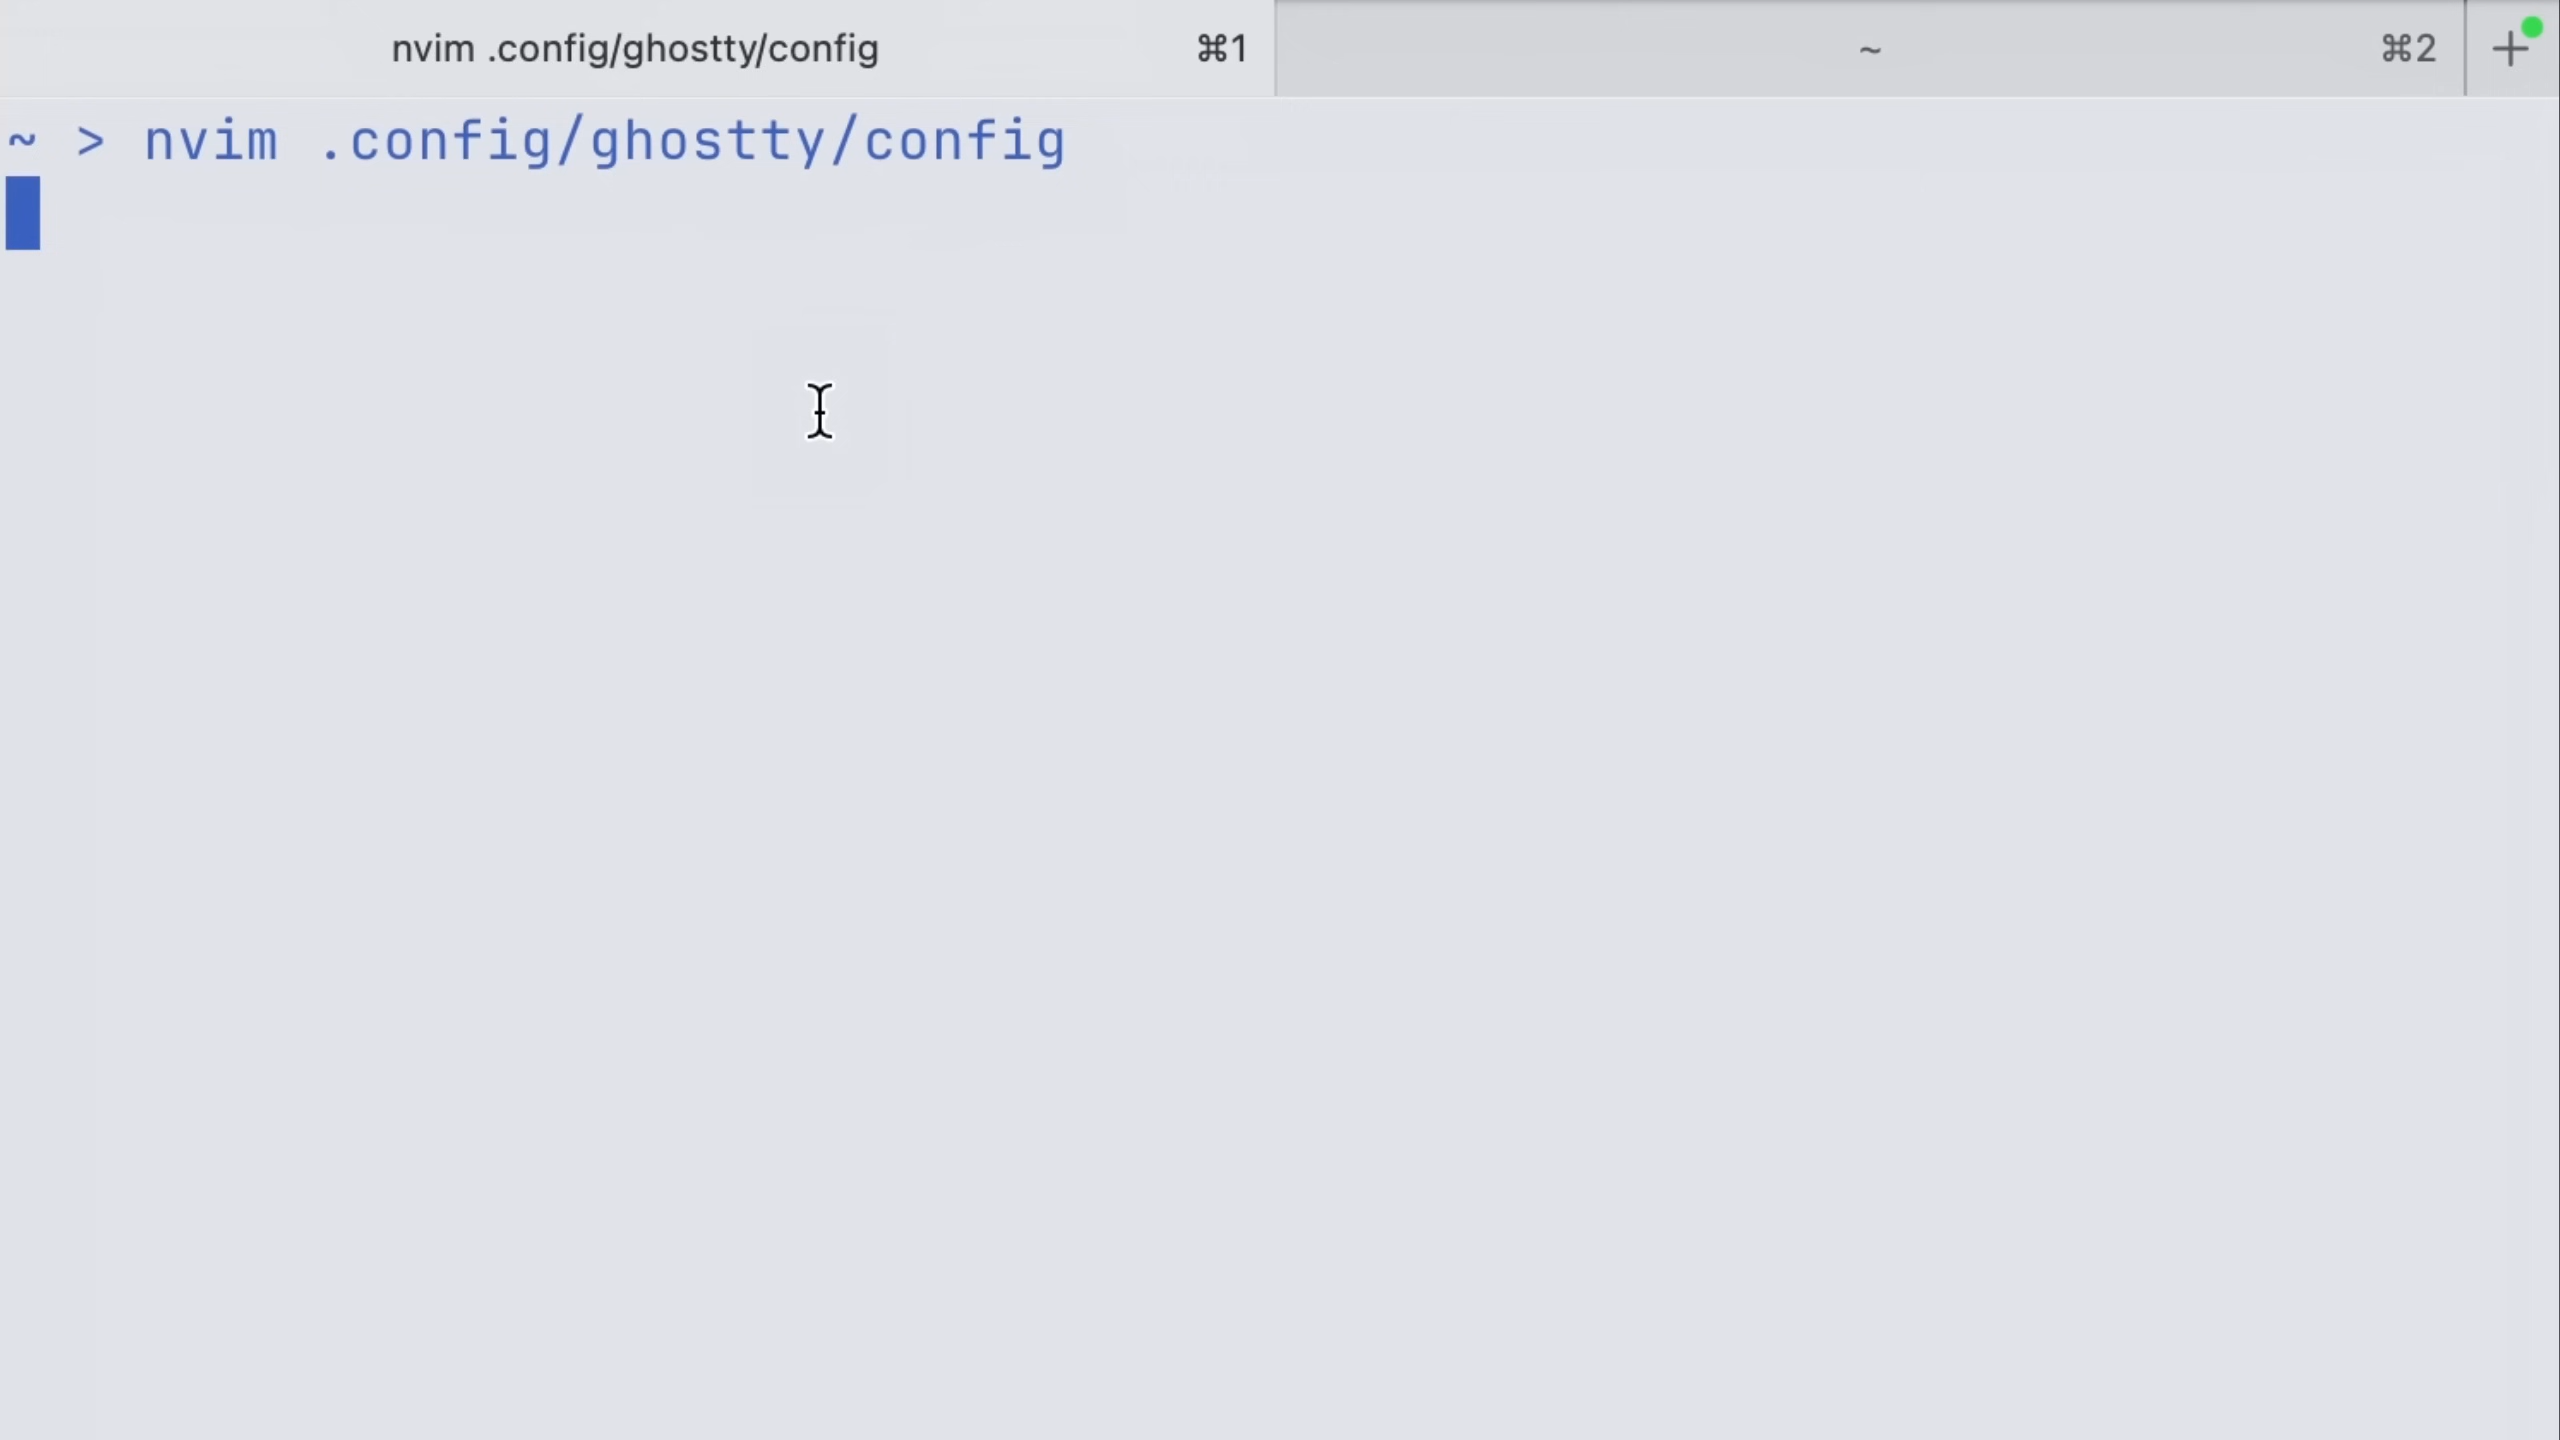 nvim .config/ghostty/config ⌘1 ~ ⌘2 +
~ > nvim .config/ghostty/config